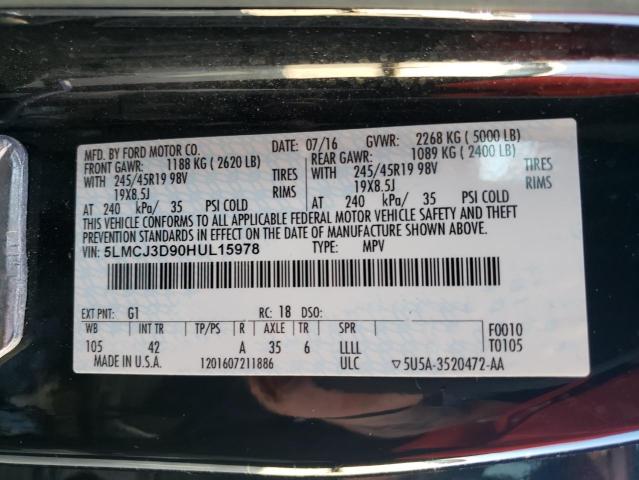 MFD. BY FORD MOTOR CO. DATE: 07/16 GVWR: 2268 KG ( 5000 LB)
FRONT GAWR: 1188 KG ( 2620 LB) REAR GAWR: 1089 KG ( 2400 LB)
WITH 245/45R19 98V TIRES WITH 245/45R19 98V TIRES
19X8.5J RIMS 19X8.5J RIMS
AT 240 kPa/ 35 PSI COLD AT 240 kPa/ 35 PSI COLD
THIS VEHICLE CONFORMS TO ALL APPLICABLE FEDERAL MOTOR VEHICLE SAFETY AND THEFT
PREVENTION STANDARDS IN EFFECT ON THE DATE OF MANUFACTURE SHOWN ABOVE.
VIN: 5LMCJ3D90HUL15978 TYPE: MPV
EXT PNT: G1 RC: 18 DSO:
WB INT TR TP/PS R AXLE TR SPR F0010
105 42 A 35 6 LLLL T0105
MADE IN U.S.A. 1201607211886 ULC ▽5U5A-3520472-AA